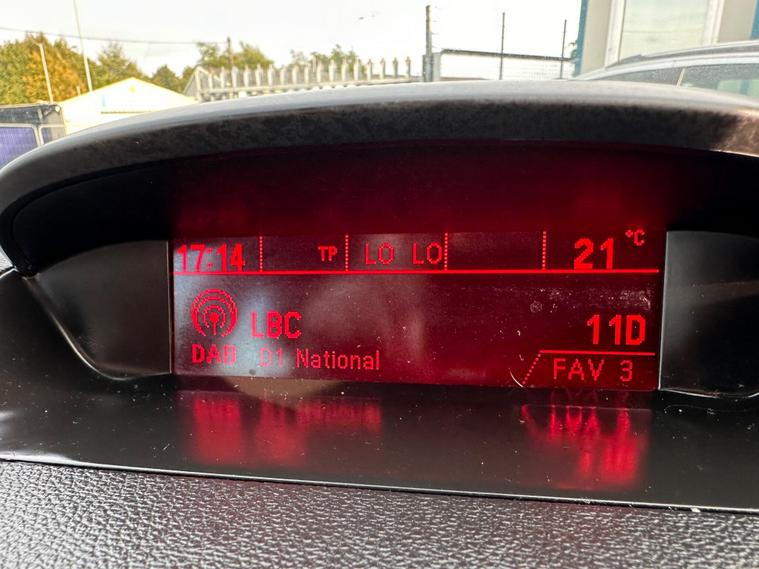 17:14 TP LO LO 21 °C
LBC 11D
DAB D1 National
FAV 3